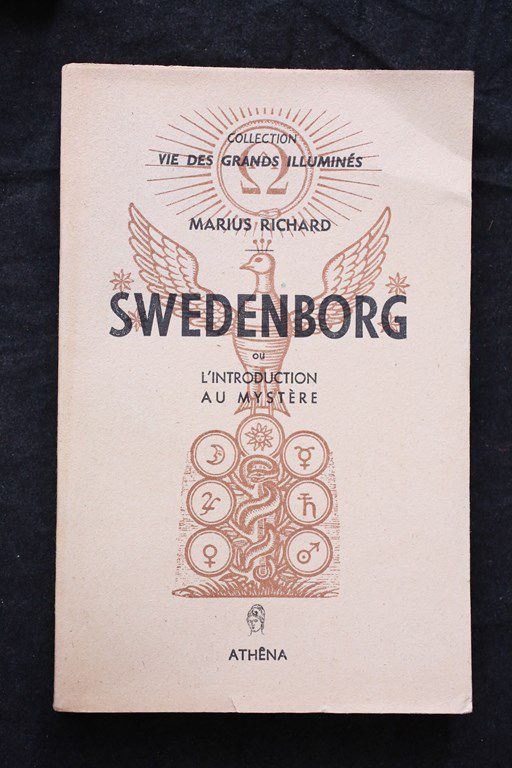 COLLECTION
VIE DES GRANDS ILLUMINÉS
Ω
MARIUS RICHARD
SWEDENBORG
OU
L'INTRODUCTION
AU MYSTÈRE
☽ ☿
♃ ♄
♀ ♂
ATHÊNA